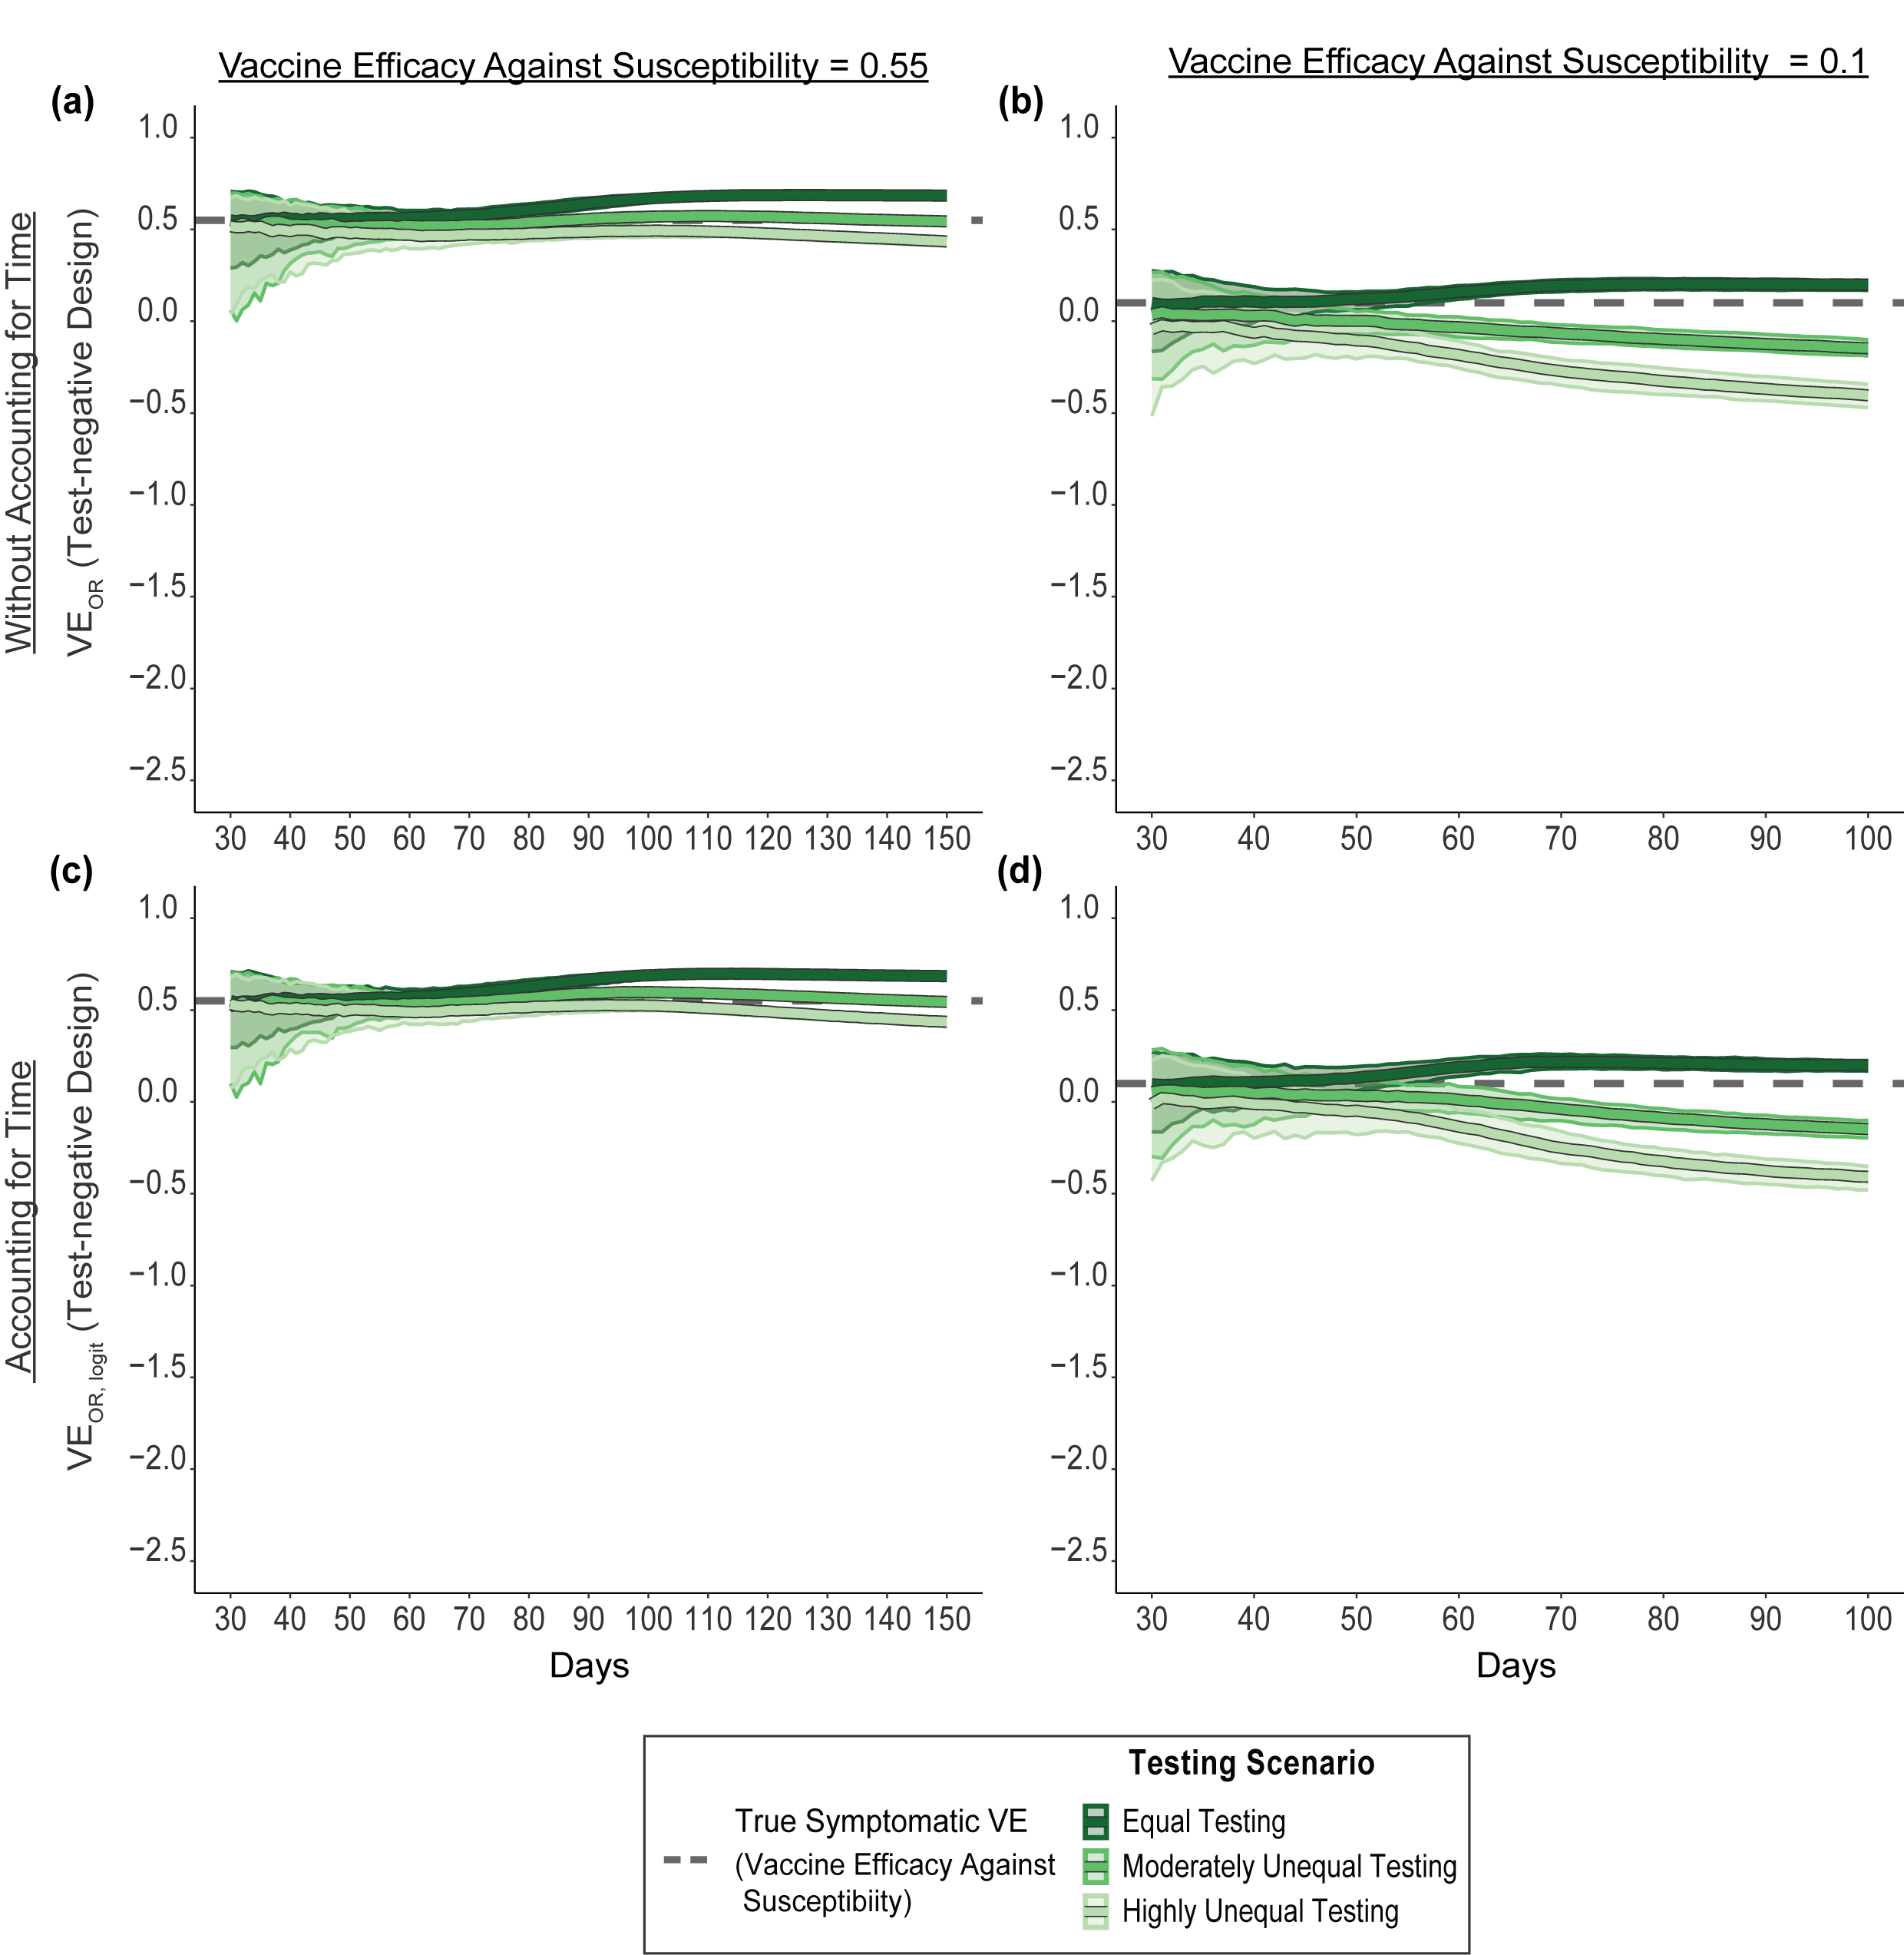 Vaccine Efficacy Against Susceptibility = 0.55
Vaccine Efficacy Against Susceptibility = 0.1
(a)
Without Accounting for Time
VEOR (Test-negative Design)
1.0
0.5
0.0
−0.5
−1.0
−1.5
−2.0
−2.5
30 40 50 60 70 80 90 100 110 120 130 140 150
(b)
1.0
0.5
0.0
−0.5
−1.0
−1.5
−2.0
−2.5
30 40 50 60 70 80 90 100
(c)
Accounting for Time
VEOR, logit (Test-negative Design)
1.0
0.5
0.0
−0.5
−1.0
−1.5
−2.0
−2.5
30 40 50 60 70 80 90 100 110 120 130 140 150
Days
(d)
1.0
0.5
0.0
−0.5
−1.0
−1.5
−2.0
−2.5
30 40 50 60 70 80 90 100
Days
True Symptomatic VE
(Vaccine Efficacy Against
Susceptibiity)
Testing Scenario
Equal Testing
Moderately Unequal Testing
Highly Unequal Testing